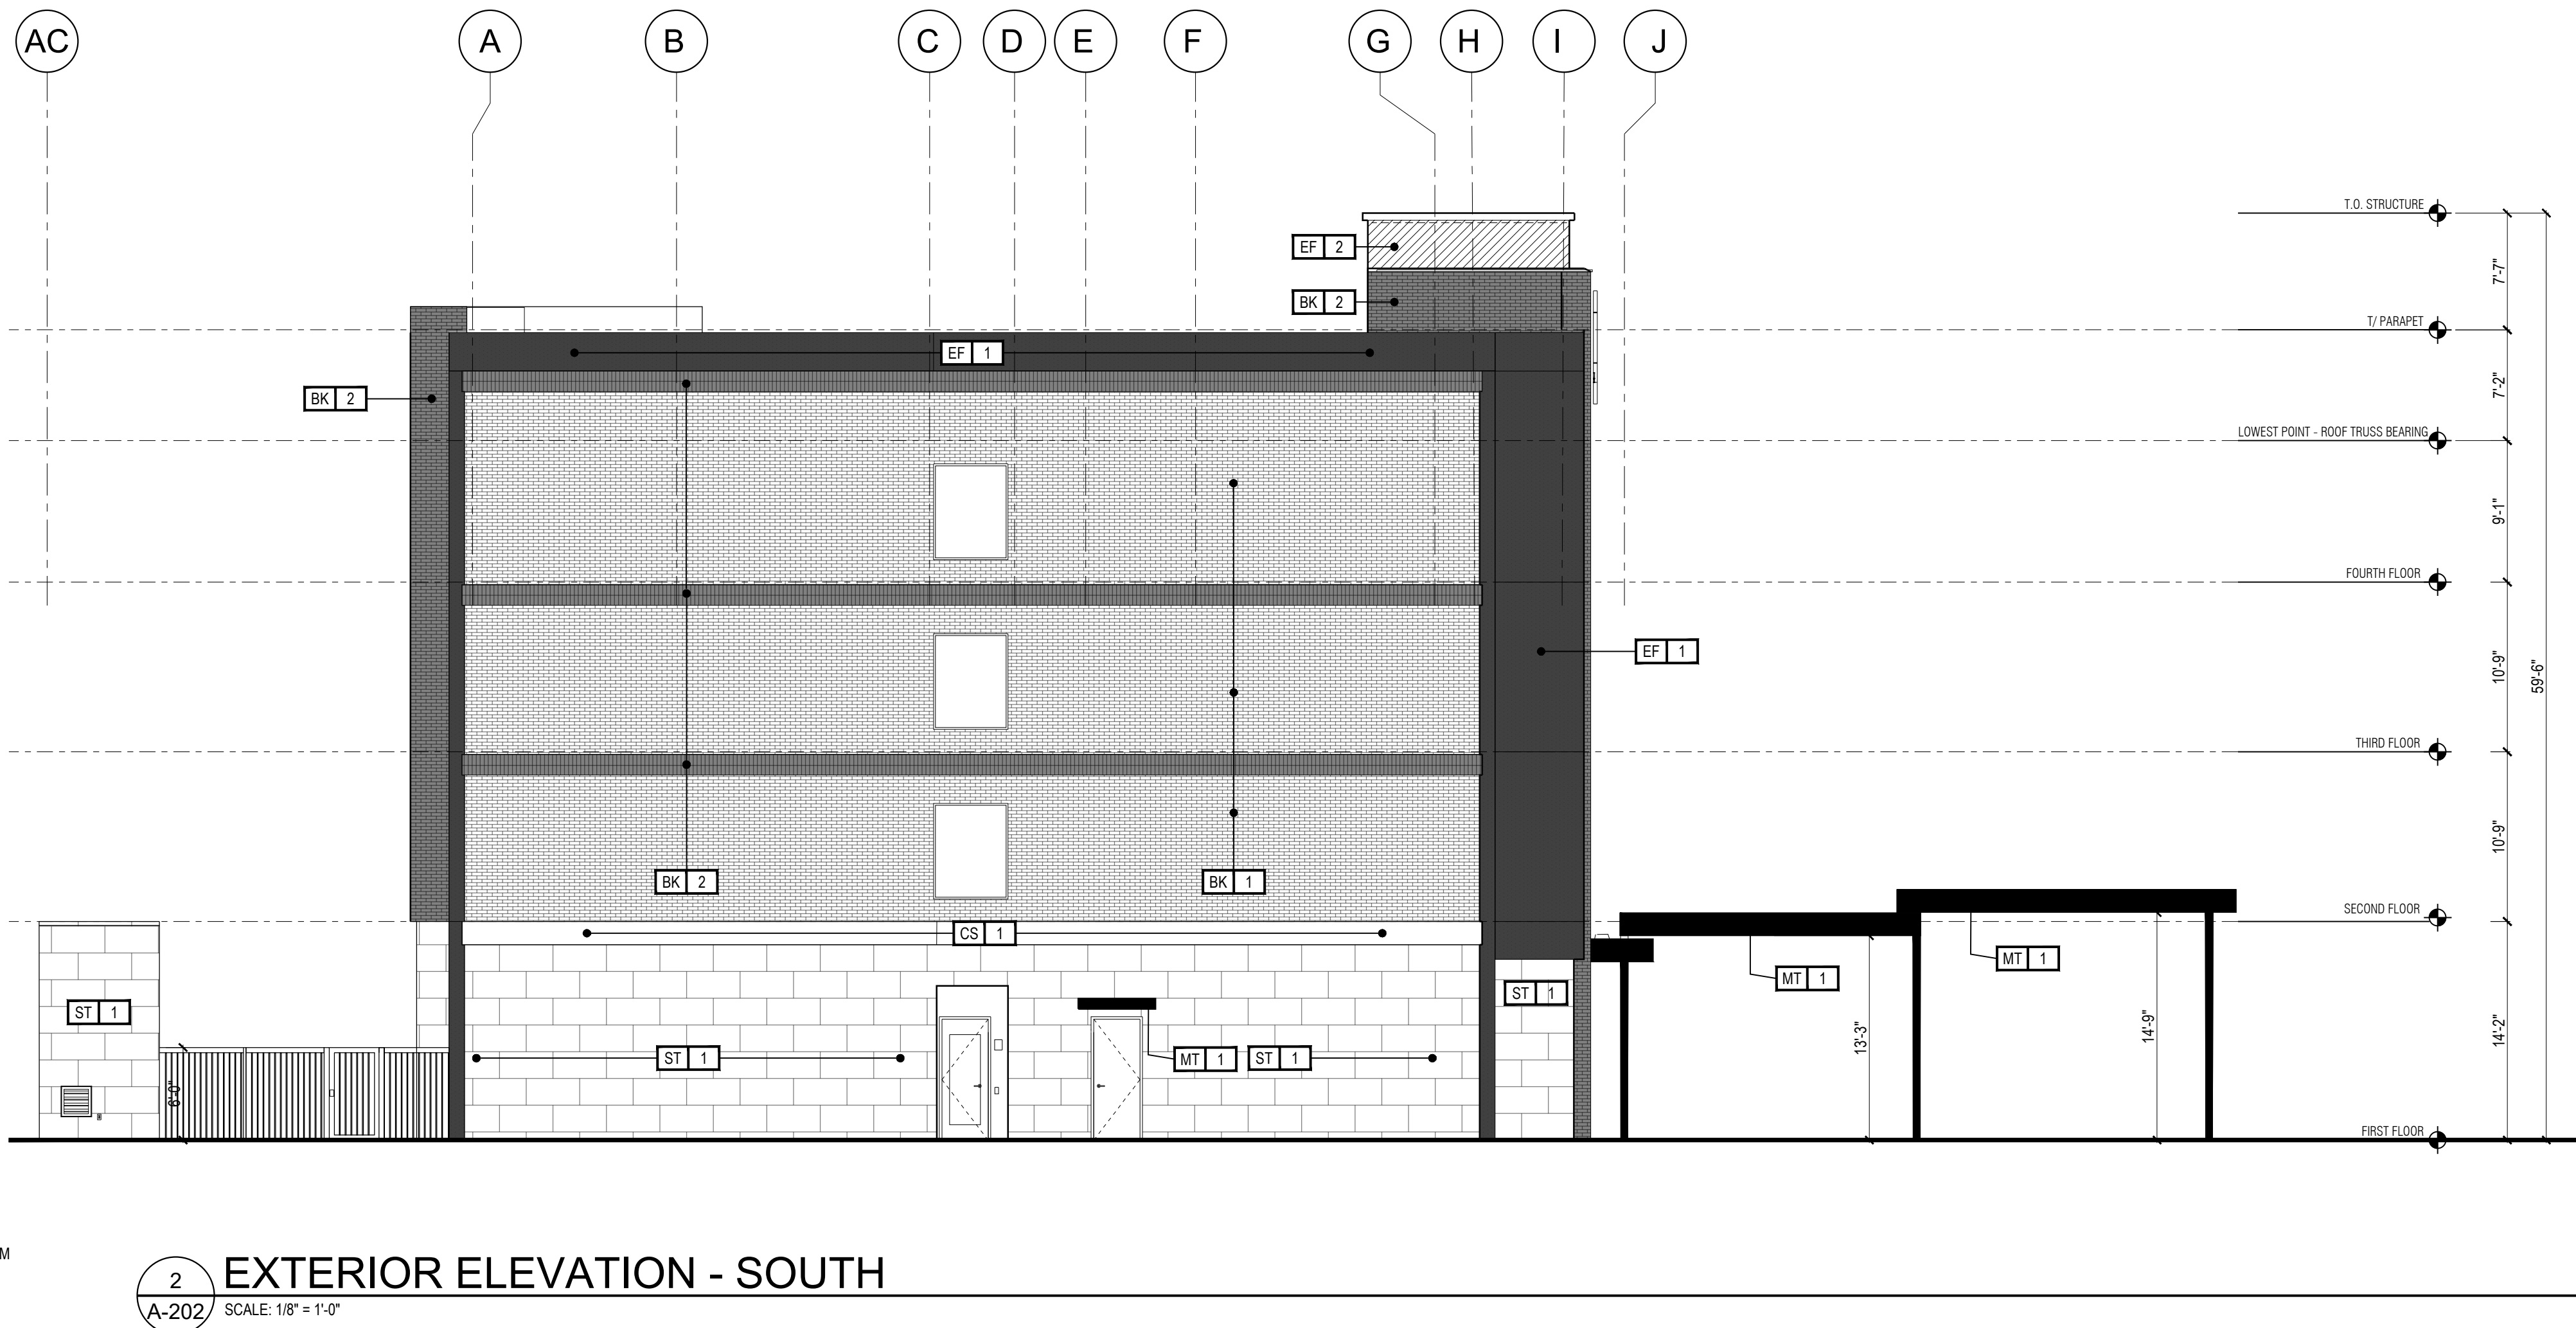 AC A B C D E F G H I J
T.O. STRUCTURE
EF 2
7'-7"
BK 2
T/ PARAPET
EF 1
BK 2
7'-2"
LOWEST POINT - ROOF TRUSS BEARING
9'-1"
FOURTH FLOOR
EF 1
10'-9"
59'-6"
THIRD FLOOR
10'-9"
BK 2
BK 1
SECOND FLOOR
CS 1
MT 1
MT 1
ST 1
ST 1
14'-9"
13'-3"
14'-2"
ST 1
MT 1
ST 1
6'-0"
FIRST FLOOR
M
2
EXTERIOR ELEVATION - SOUTH
A-202
SCALE: 1/8" = 1'-0"